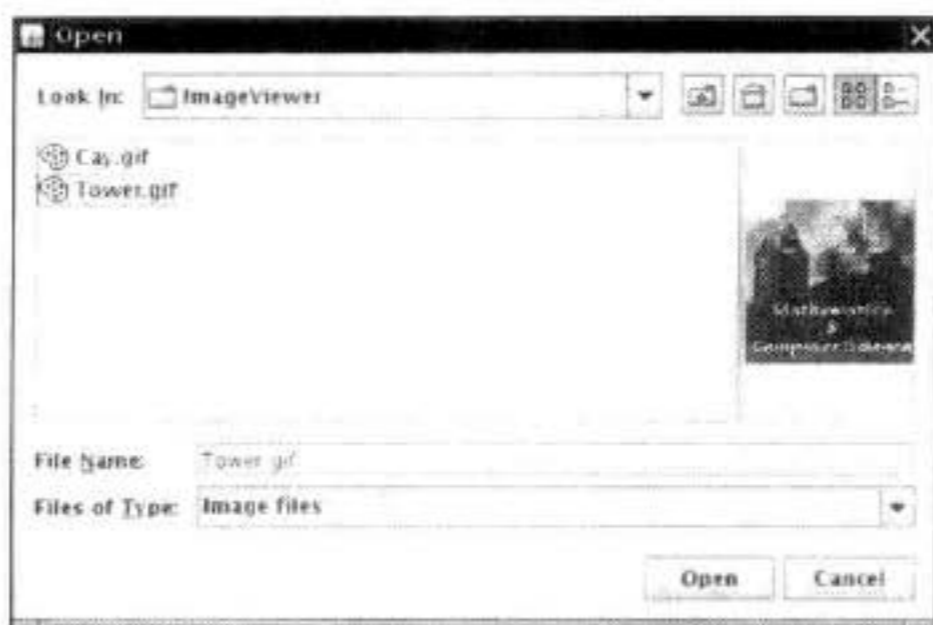 Open
Look In: ImageViewer
Cay.gif
Tower.gif
Mathematics
&
Computer Science
File Name: Tower.gif
Files of Type: Image files
Open Cancel